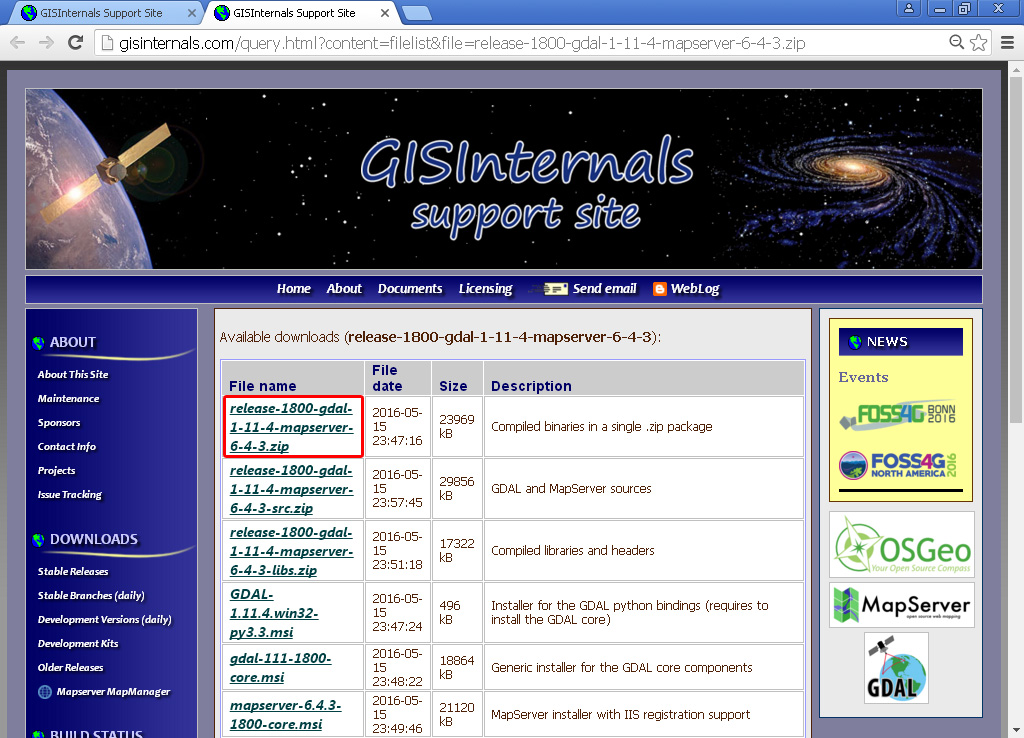 GISInternals Support Site
GISInternals Support Site
gisinternals.com/query.html?content=filelist&file=release-1800-gdal-1-11-4-mapserver-6-4-3.zip
GISInternals
support site
Home About Documents Licensing Send email WebLog
ABOUT
About This Site
Maintenance
Sponsors
Contact Info
Projects
Issue Tracking
DOWNLOADS
Stable Releases
Stable Branches (daily)
Development Versions (daily)
Development Kits
Older Releases
Mapserver MapManager
BUILD STATUS
Available downloads (release-1800-gdal-1-11-4-mapserver-6-4-3):
File name File date Size Description
release-1800-gdal-
1-11-4-mapserver-
6-4-3.zip
2016-05-
15
23:47:16
23969
kB
Compiled binaries in a single .zip package
release-1800-gdal-
1-11-4-mapserver-
6-4-3-src.zip
2016-05-
15
23:57:45
29856
kB
GDAL and MapServer sources
release-1800-gdal-
1-11-4-mapserver-
6-4-3-libs.zip
2016-05-
15
23:51:18
17322
kB
Compiled libraries and headers
GDAL-
1.11.4.win32-
py3.3.msi
2016-05-
15
23:47:24
496
kB
Installer for the GDAL python bindings (requires to
install the GDAL core)
gdal-111-1800-
core.msi
2016-05-
15
23:48:22
18864
kB
Generic installer for the GDAL core components
mapserver-6.4.3-
1800-core.msi
2016-05-
15
23:49:46
21120
kB
MapServer installer with IIS registration support
NEWS
Events
FOSS4G BONN
2016
FOSS4G 2016
NORTH AMERICA
OSGeo
Your Open Source Compass
MapServer
open source web mapping
GDAL